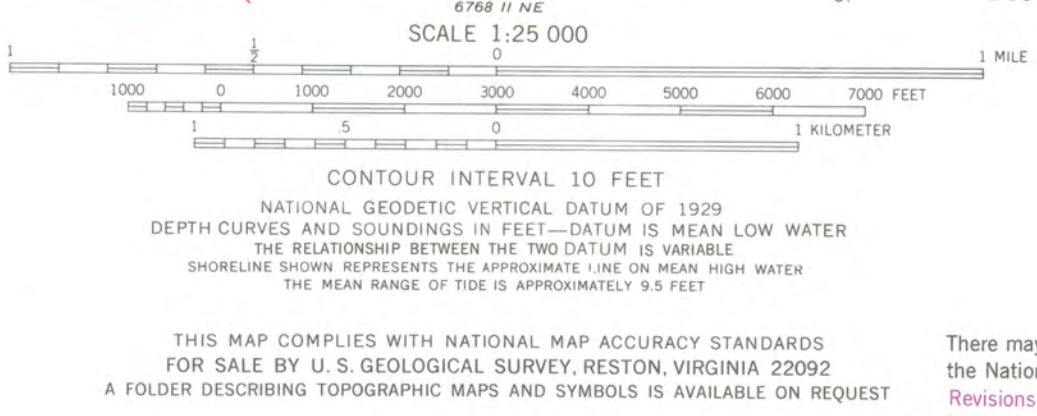 6768 II NE
SCALE 1:25 000
1 ½ 0 1 MILE
1000 0 1000 2000 3000 4000 5000 6000 7000 FEET
1 .5 0 1 KILOMETER
CONTOUR INTERVAL 10 FEET
NATIONAL GEODETIC VERTICAL DATUM OF 1929
DEPTH CURVES AND SOUNDINGS IN FEET—DATUM IS MEAN LOW WATER
THE RELATIONSHIP BETWEEN THE TWO DATUM IS VARIABLE
SHORELINE SHOWN REPRESENTS THE APPROXIMATE LINE ON MEAN HIGH WATER
THE MEAN RANGE OF TIDE IS APPROXIMATELY 9.5 FEET
THIS MAP COMPLIES WITH NATIONAL MAP ACCURACY STANDARDS
FOR SALE BY U. S. GEOLOGICAL SURVEY, RESTON, VIRGINIA 22092
A FOLDER DESCRIBING TOPOGRAPHIC MAPS AND SYMBOLS IS AVAILABLE ON REQUEST
There may
the Nation
Revisions